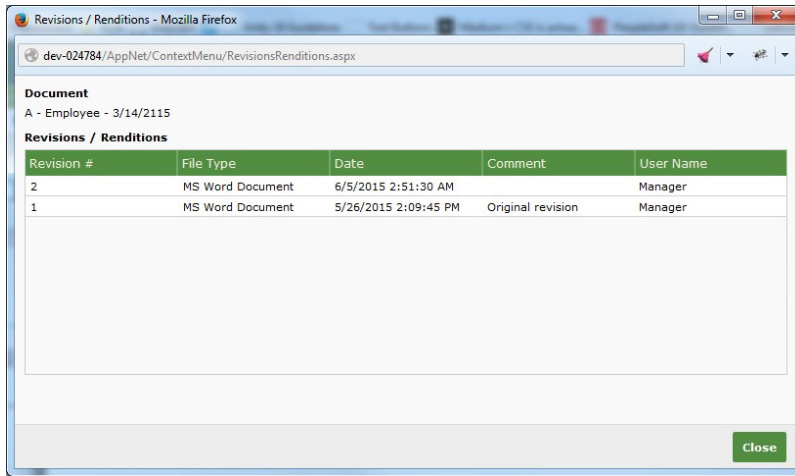 Revisions / Renditions - Mozilla Firefox
dev-024784/AppNet/ContextMenu/RevisionsRenditions.aspx
Document
A - Employee - 3/14/2115
Revisions / Renditions
Revision # File Type Date Comment User Name
2 MS Word Document 6/5/2015 2:51:30 AM Manager
1 MS Word Document 5/26/2015 2:09:45 PM Original revision Manager
Close